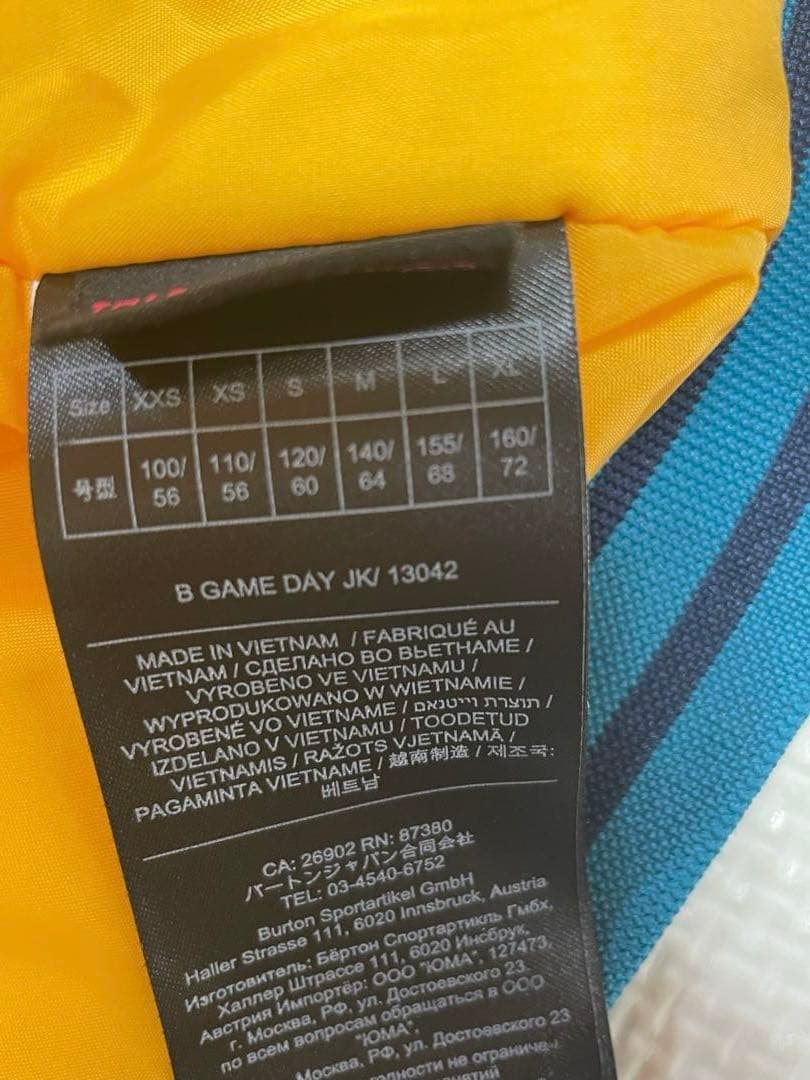 Size XXS XS S M L XL
号型 100/56 110/56 120/60 140/64 155/68 160/72
B GAME DAY JK/ 13042
MADE IN VIETNAM / FABRIQUÉ AU
VIETNAM / СДЕЛАНО ВО ВЬЕТНАМЕ /
VYROBENO VE VIETNAMU /
WYPRODUKOWANO W WIETNAMIE /
VYROBENÉ VO VIETNAME / תוצרת וייטנאם /
IZDELANO V VIETNAMU / TOODETUD
VIETNAMIS / RAŽOTS VJETNAMĀ /
PAGAMINTA VIETNAME / 越南制造 / 제조국:
베트남
CA: 26902 RN: 87380
バートンジャパン合同会社
TEL: 03-4540-6752
Burton Sportartikel GmbH
Haller Strasse 111, 6020 Innsbruck, Austria
Изготовитель: Бёртон Спортартикль Гмбх,
Халлер Штрассе 111, 6020 Инсбрук,
Австрия Импортёр: ООО "ЮМА", 127473,
г. Москва, РФ, ул. Достоевского 23.
по всем вопросам обращаться в ООО
"ЮМА".
Москва, РФ, ул. Достоевского 23
годности не ограничен